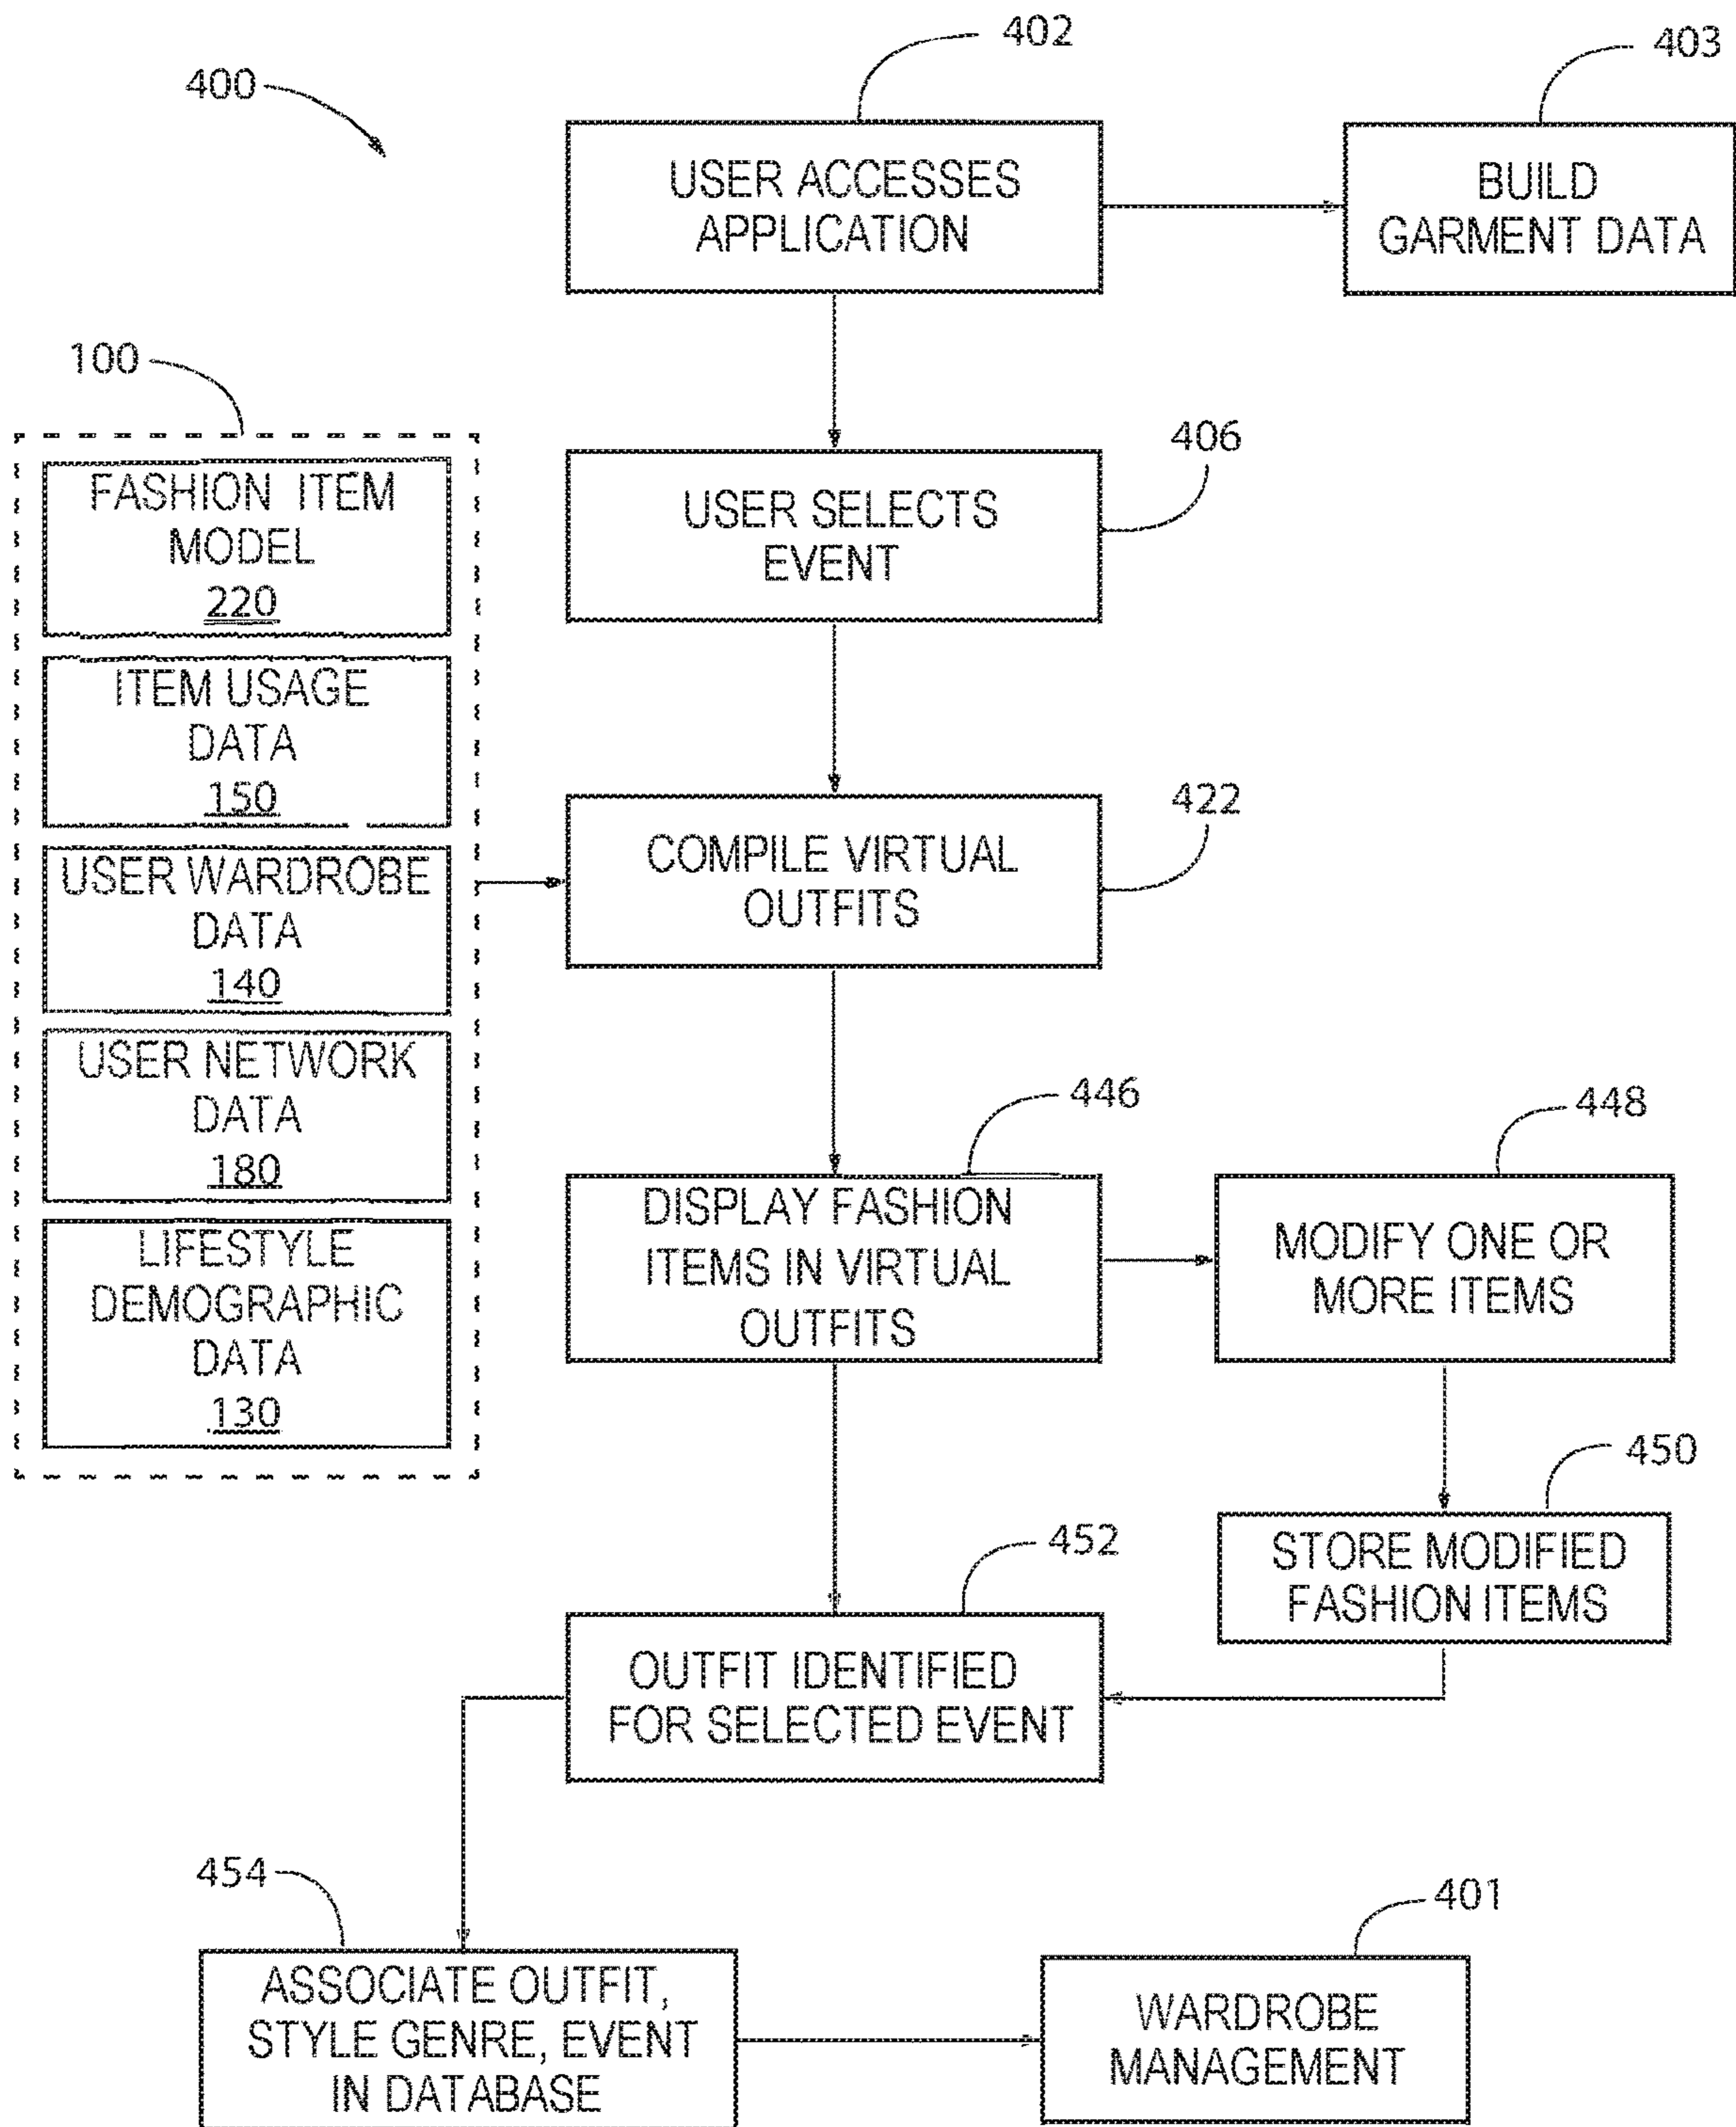 402
403
400
USER ACCESSES
APPLICATION
BUILD
GARMENT DATA
100
406
FASHION ITEM
MODEL
220
USER SELECTS
EVENT
ITEM USAGE
DATA
150
422
COMPILE VIRTUAL
OUTFITS
USER WARDROBE
DATA
140
USER NETWORK
DATA
180
446
448
DISPLAY FASHION
ITEMS IN VIRTUAL
OUTFITS
MODIFY ONE OR
MORE ITEMS
LIFESTYLE
DEMOGRAPHIC
DATA
130
450
452
STORE MODIFIED
FASHION ITEMS
OUTFIT IDENTIFIED
FOR SELECTED EVENT
454
401
ASSOCIATE OUTFIT,
STYLE GENRE, EVENT
IN DATABASE
WARDROBE
MANAGEMENT